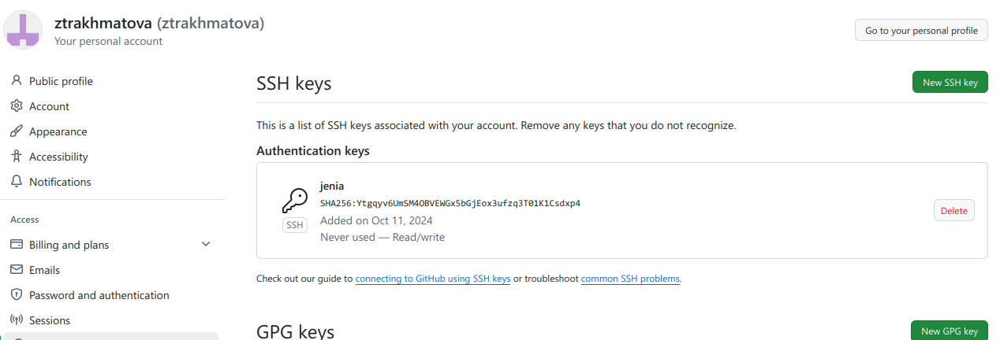 ztrakhmatova (ztrakhmatova)
Your personal account
Go to your personal profile
Public profile
Account
Appearance
Accessibility
Notifications
Access
Billing and plans
Emails
Password and authentication
Sessions
SSH keys
New SSH key
This is a list of SSH keys associated with your account. Remove any keys that you do not recognize.
Authentication keys
jenia
SHA256:Ytgqyv6UmSM4OBVEWGx5bGjEox3ufzq3T01K1Csdxp4
Added on Oct 11, 2024
Never used — Read/write
SSH
Delete
Check out our guide to connecting to GitHub using SSH keys or troubleshoot common SSH problems.
GPG keys
New GPG key